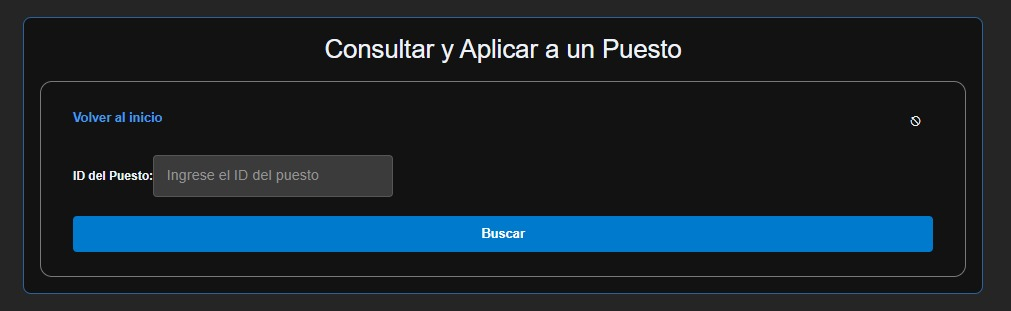 Consultar y Aplicar a un Puesto
Volver al inicio
ID del Puesto: Ingrese el ID del puesto
Buscar